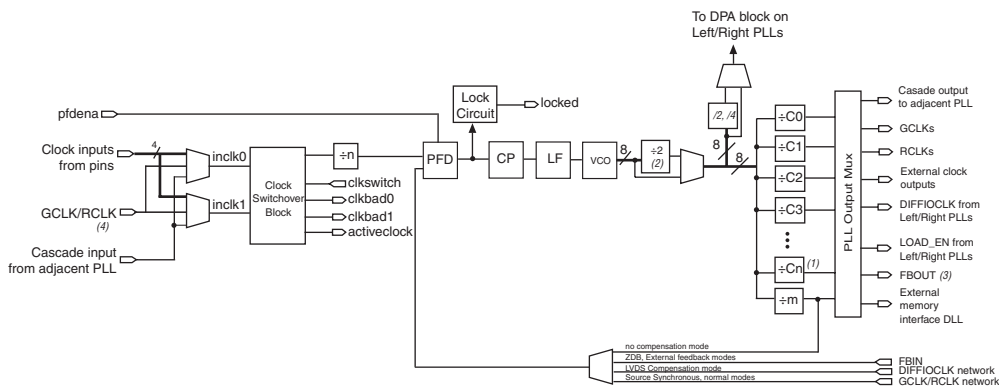 To DPA block on
Left/Right PLLs
pfdena
Lock
Circuit
locked
/2, /4
Casade output
to adjacent PLL
÷C0
Clock inputs
from pins
4
inclk0
÷n
PFD
CP
LF
VCO
8
÷2
(2)
8
8
÷C1
GCLKs
RCLKs
÷C2
External clock
outputs
Clock
Switchover
Block
clkswitch
clkbad0
clkbad1
activeclock
inclk1
GCLK/RCLK
(4)
÷C3
PLL Output Mux
DIFFIOCLK from
Left/Right PLLs
Cascade input
from adjacent PLL
LOAD_EN from
Left/Right PLLs
÷Cn
(1)
FBOUT (3)
÷m
External
memory
interface DLL
no compensation mode
ZDB, External feedback modes
FBIN
LVDS Compensation mode
DIFFIOCLK network
Source Synchronous, normal modes
GCLK/RCLK network